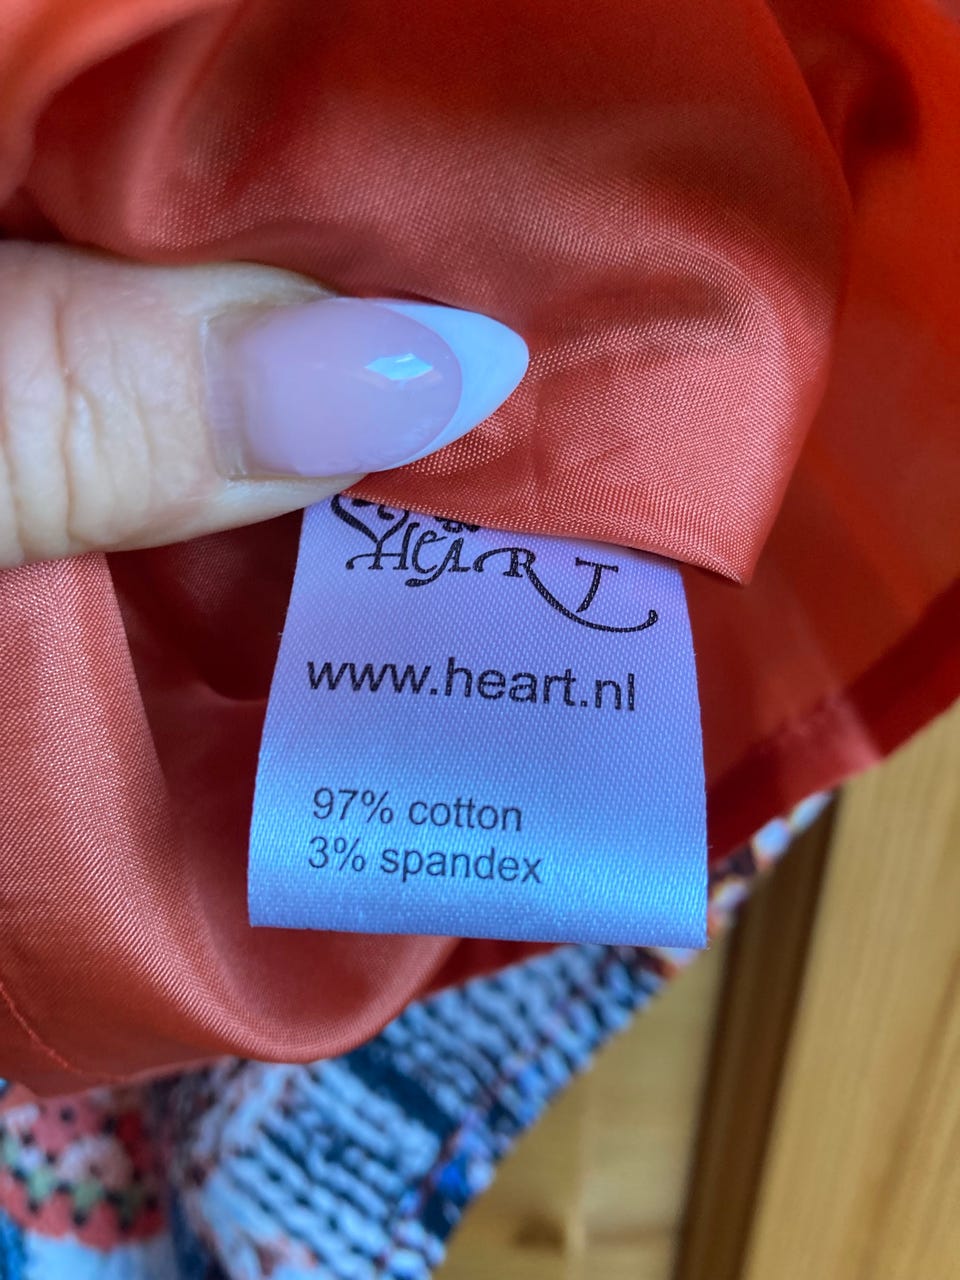 HeART
www.heart.nl
97% cotton
3% spandex